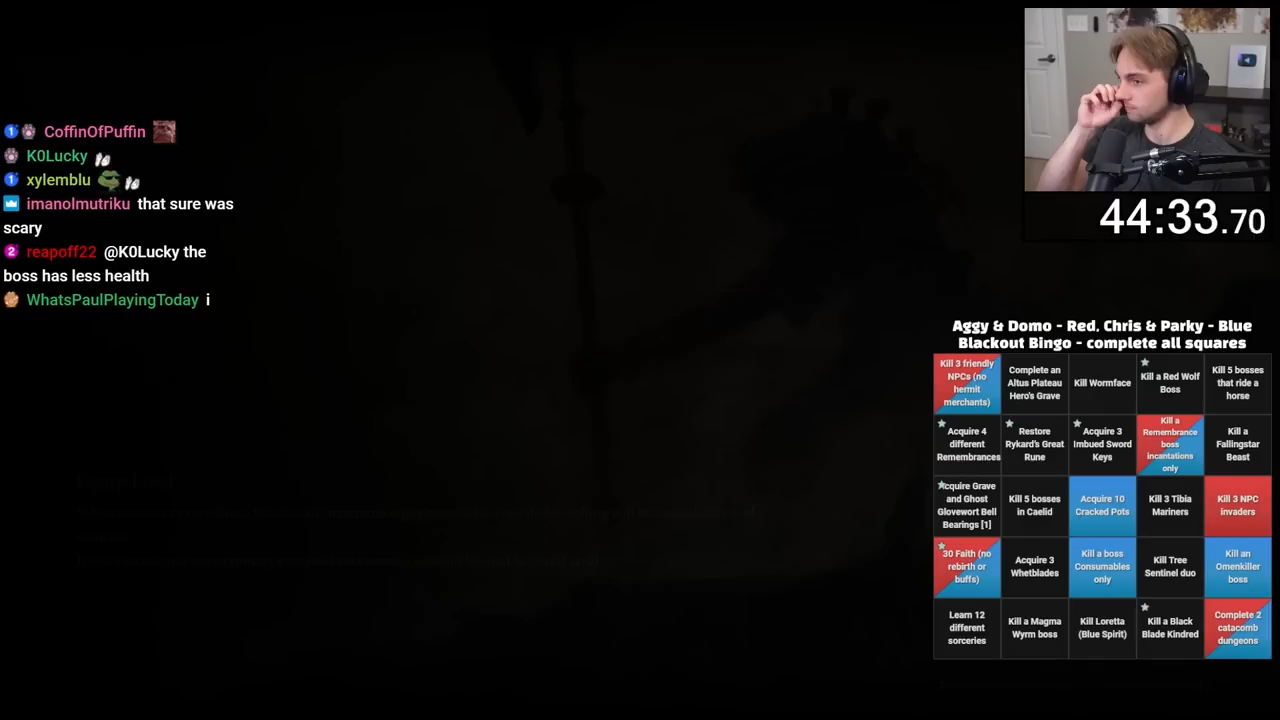 CoffinOfPuffin
K0Lucky
xylemblu
imanolmutriku that sure was
scary
reapoff22 @K0Lucky the
boss has less health
WhatsPaulPlayingToday i
44:33.70
Aggy & Domo - Red, Chris & Parky - Blue
Blackout Bingo - complete all squares
Kill 3 friendly
NPCs (no
hermit
merchants)
Complete an
Altus Plateau
Hero's Grave
Kill Wormface
Kill a Red Wolf
Boss
Kill 5 bosses
that ride a
horse
Acquire 4
different
Remembrances
Restore
Rykard's Great
Rune
Acquire 3
Imbued Sword
Keys
Kill a
Remembrance
boss
incantations
only
Kill a
Fallingstar
Beast
Acquire Grave
and Ghost
Glovewort Bell
Bearings [1]
Kill 5 bosses
in Caelid
Acquire 10
Cracked Pots
Kill 3 Tibia
Mariners
Kill 3 NPC
invaders
30 Faith (no
rebirth or
buffs)
Acquire 3
Whetblades
Kill a boss
Consumables
only
Kill Tree
Sentinel duo
Kill an
Omenkiller
boss
Learn 12
different
sorceries
Kill a Magma
Wyrm boss
Kill Loretta
(Blue Spirit)
Kill a Black
Blade Kindred
Complete 2
catacomb
dungeons